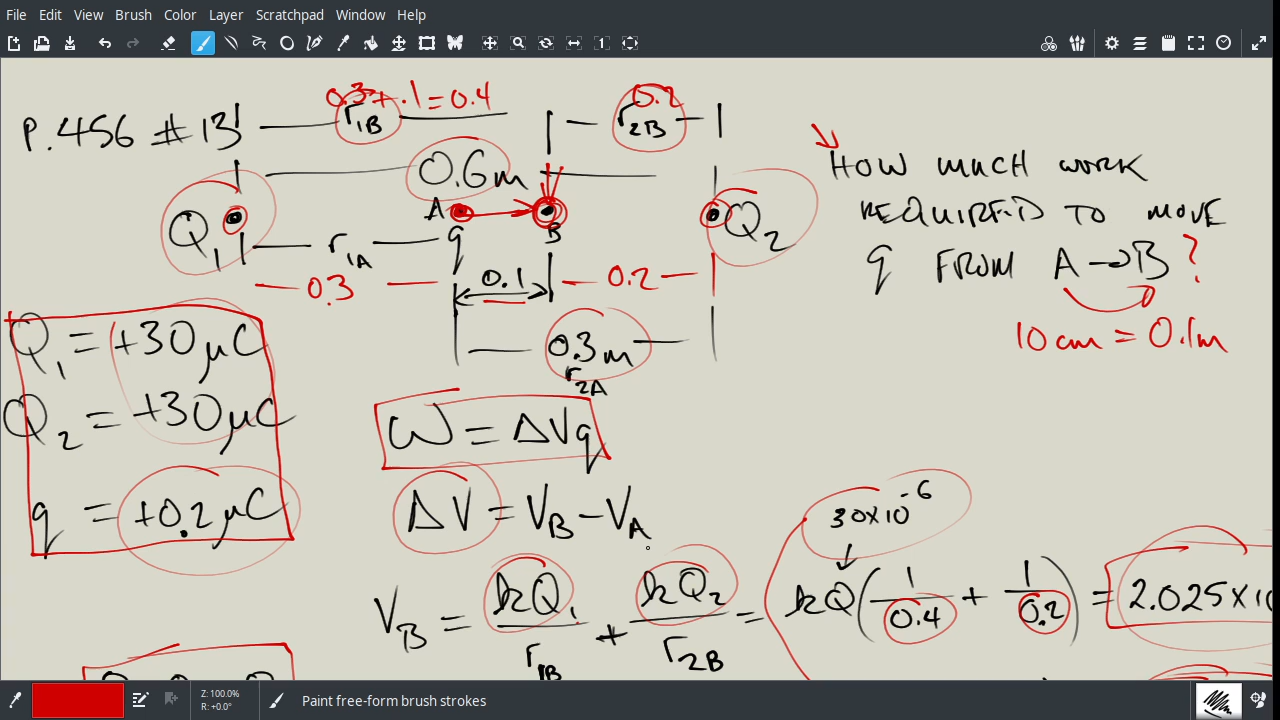 File Edit View Brush Color Layer Scratchpad Window Help
0.3 + .1 = 0.4
0.2
P.456 #13
r1B
r2B
0.6m
HOW MUCH WORK
REQUIRED TO MOVE
q FROM A → B ?
10 cm = 0.1m
Q1
A
B
Q2
r1A
q
0.3
0.1
0.2
0.3m
r2A
Q1 = +30μC
Q2 = +30μC
q = +0.2μC
W = ΔVq
ΔV = VB - VA
30x10^-6
VB = kQ1/r1B + kQ2/r2B = kQ(1/0.4 + 1/0.2) = 2.025x10
Z: 100.0%
R: +0.0°
Paint free-form brush strokes